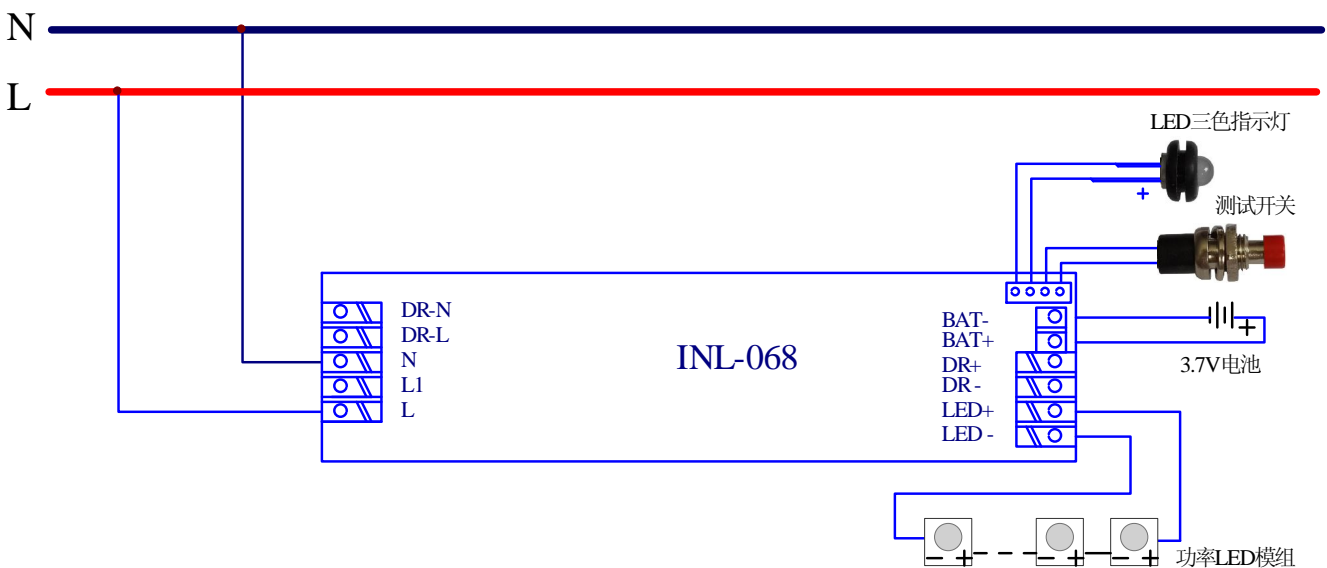 N
L
LED三色指示灯
+
测试开关
DR-N
DR-L
N
L1
L
INL-068
BAT-
BAT+
DR+
DR-
LED+
LED -
+
3.7V电池
- + - + - +
功率LED模组